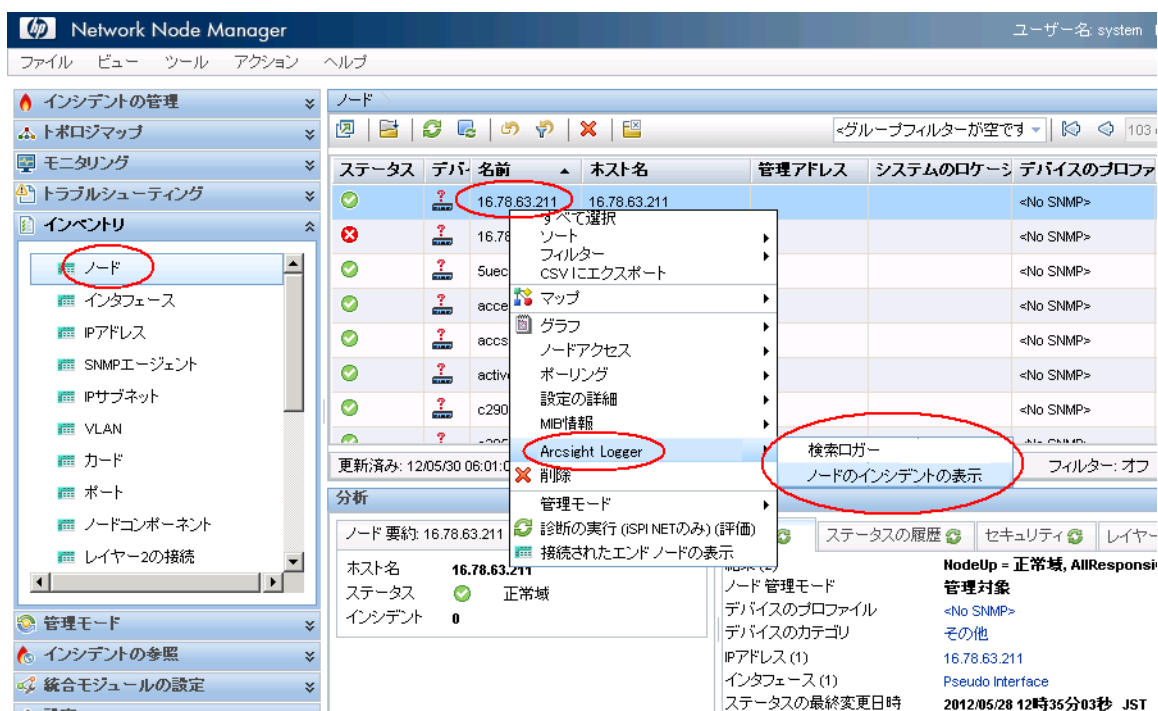 hp Network Node Manager
ユーザー名: system
ファイル ビュー ツール アクション ヘルプ
インシデントの管理
トポロジマップ
モニタリング
トラブルシューティング
インベントリ
ノード
インタフェース
IPアドレス
SNMPエージェント
IPサブネット
VLAN
カード
ポート
ノードコンポーネント
レイヤー2の接続
管理モード
インシデントの参照
統合モジュールの設定
ノード
<グループフィルターが空です 103
ステータス デバ 名前 ホスト名 管理アドレス システムのロケーシ デバイスのプロファ
16.78.63.211 16.78.63.211 <No SNMP>
16.78 <No SNMP>
5uec <No SNMP>
acce <No SNMP>
accs <No SNMP>
activ <No SNMP>
c290 <No SNMP>
すべて選択
ソート
フィルター
CSVにエクスポート
マップ
グラフ
ノードアクセス
ポーリング
設定の詳細
MIB情報
Arcsight Logger
削除
管理モード
診断の実行 (iSPI NETのみ) (評価)
接続されたエンド ノードの表示
検索ロガー
ノードのインシデントの表示
更新済み: 12/05/30 06:01:0 フィルター: オフ
分析
ノード 要約: 16.78.63.211
ホスト名 16.78.63.211
ステータス 正常域
インシデント 0
ステータスの履歴 セキュリティ レイヤー
NodeUp = 正常域, AllResponsi
ノード 管理モード 管理対象
デバイスのプロファイル <No SNMP>
デバイスのカテゴリ その他
IPアドレス (1) 16.78.63.211
インタフェース (1) Pseudo Interface
ステータスの最終変更日時 2012/05/28 12時35分03秒 JST